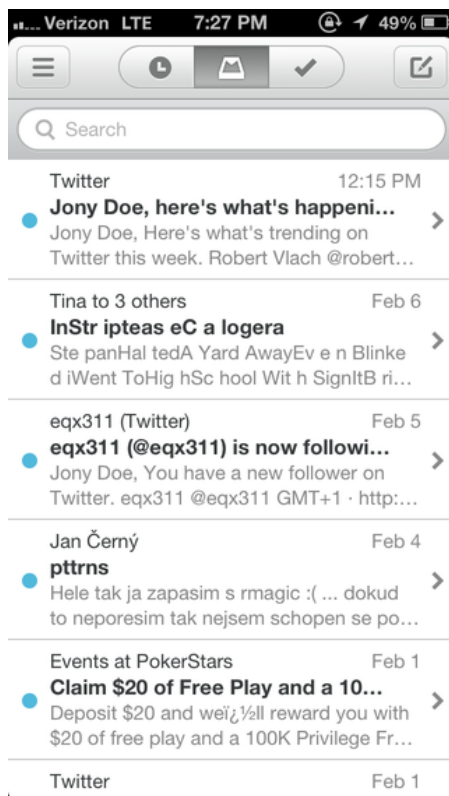 Verizon LTE 7:27 PM 49%
Search
Twitter 12:15 PM
Jony Doe, here's what's happeni...
Jony Doe, Here's what's trending on
Twitter this week. Robert Vlach @robert...
Tina to 3 others Feb 6
InStr ipteas eC a logera
Ste panHal tedA Yard AwayEv e n Blinke
d iWent ToHig hSc hool Wit h SignItB ri...
eqx311 (Twitter) Feb 5
eqx311 (@eqx311) is now followi...
Jony Doe, You have a new follower on
Twitter. eqx311 @eqx311 GMT+1 · http:...
Jan Černý Feb 4
pttrns
Hele tak ja zapasim s rmagic :( ... dokud
to neporesim tak nejsem schopen se po...
Events at PokerStars Feb 1
Claim $20 of Free Play and a 10...
Deposit $20 and weï¿½ll reward you with
$20 of free play and a 100K Privilege Fr...
Twitter Feb 1